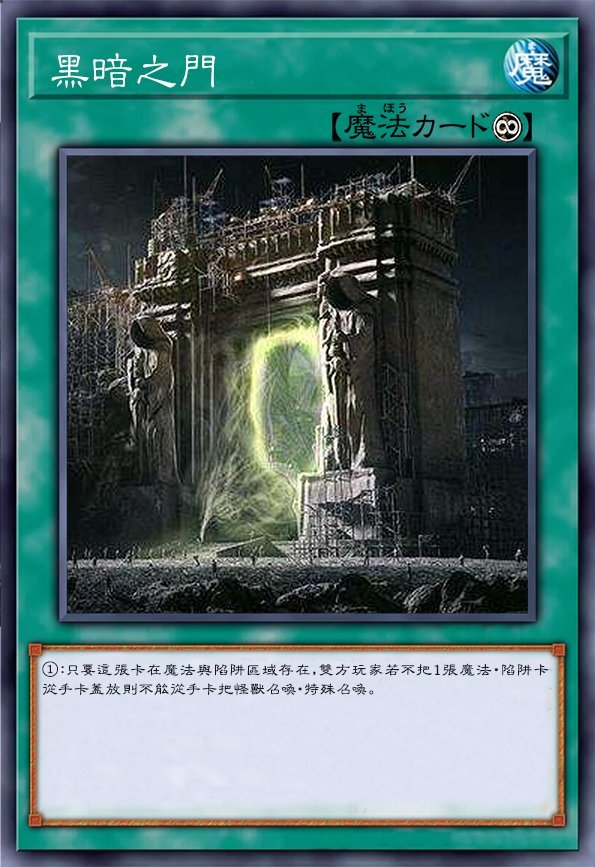 黑暗之門
魔
まほう
【魔法カード∞】
①:只要這張卡在魔法與陷阱區域存在,雙方玩家若不把1張魔法・陷阱卡
從手卡蓋放則不能從手卡把怪獸召喚・特殊召喚。